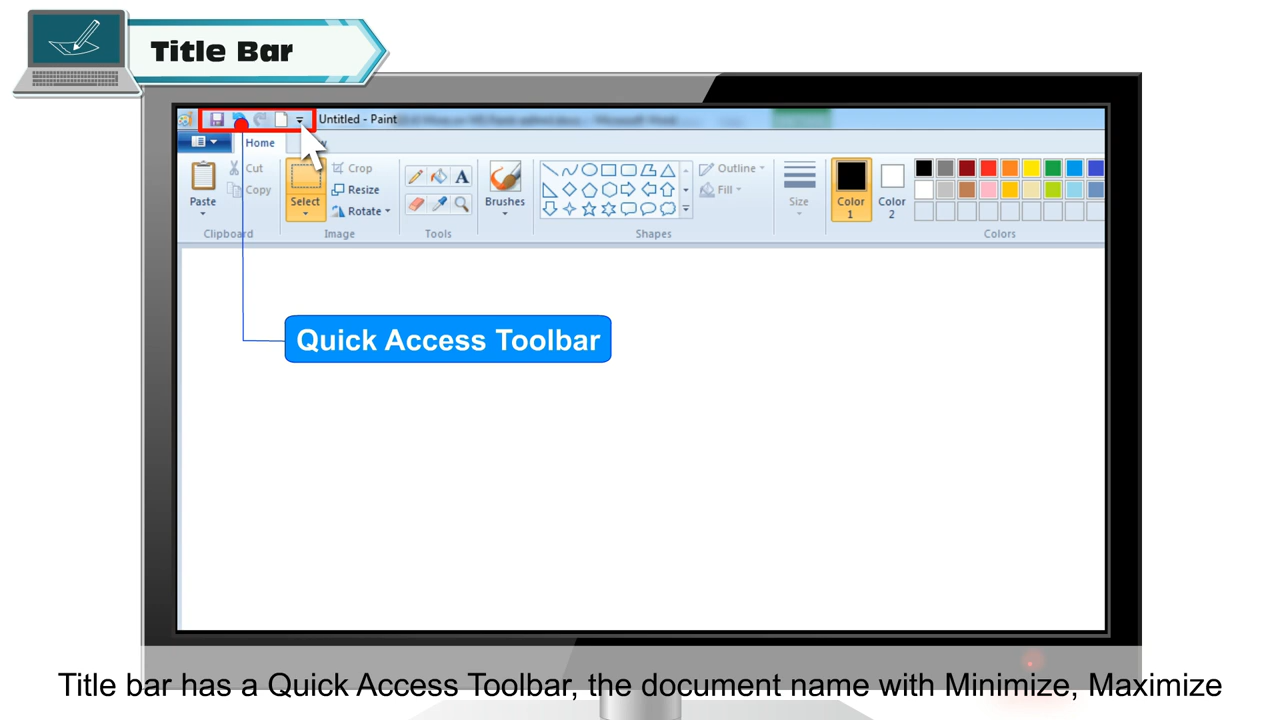 Title Bar
Untitled - Paint
Home
Cut
Copy
Paste
Clipboard
Select
Crop
Resize
Rotate
Image
A
Tools
Brushes
Shapes
Outline
Fill
Size
Color 1
Color 2
Colors
Quick Access Toolbar
Title bar has a Quick Access Toolbar, the document name with Minimize, Maximize